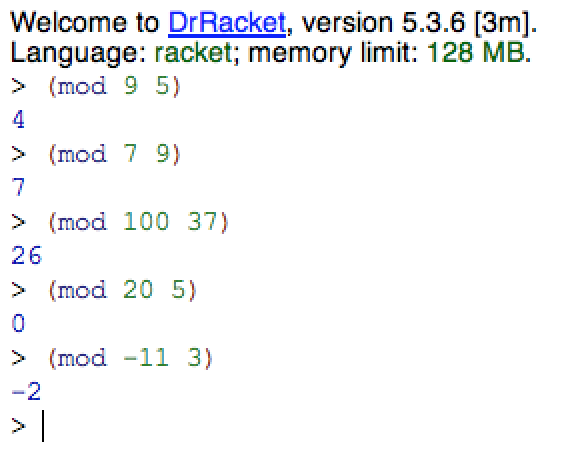 Welcome to DrRacket, version 5.3.6 [3m].
Language: racket; memory limit: 128 MB.
> (mod 9 5)
4
> (mod 7 9)
7
> (mod 100 37)
26
> (mod 20 5)
0
> (mod -11 3)
-2
>